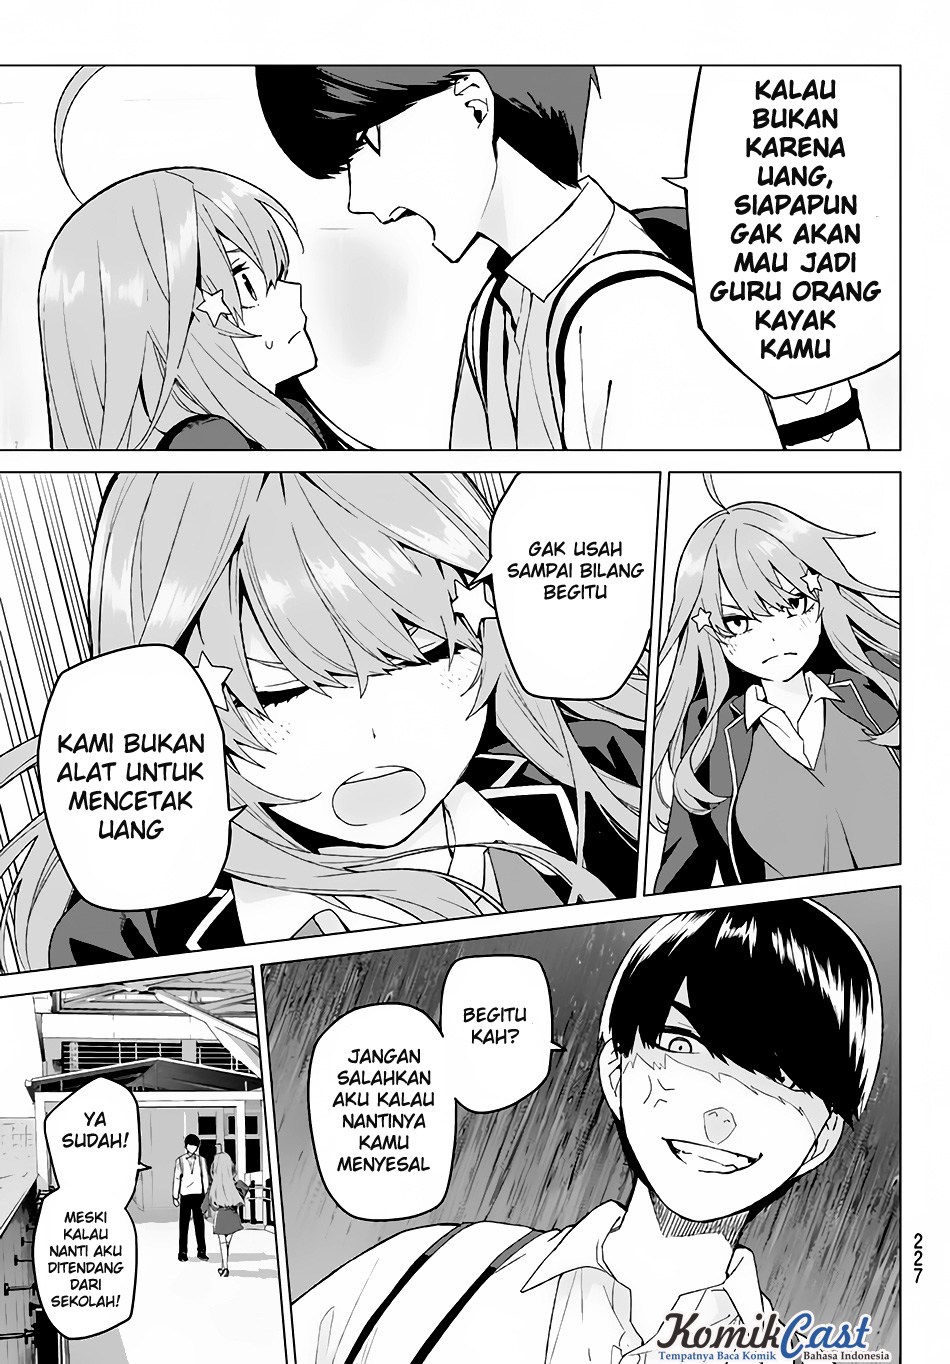 KALAU
BUKAN
KARENA
UANG,
SIAPAPUN
GAK AKAN
MAU JADI
GURU ORANG
KAYAK
KAMU
GAK USAH
SAMPAI BILANG
BEGITU
KAMI BUKAN
ALAT UNTUK
MENCETAK
UANG
BEGITU
KAH?
JANGAN
SALAHKAN
AKU KALAU
NANTINYA
KAMU
MENYESAL
YA
SUDAH!
MESKI
KALAU
NANTI AKU
DITENDANG
DARI
SEKOLAH!
227
KomikCast
Tempatnya Baca Komik Bahasa Indonesia